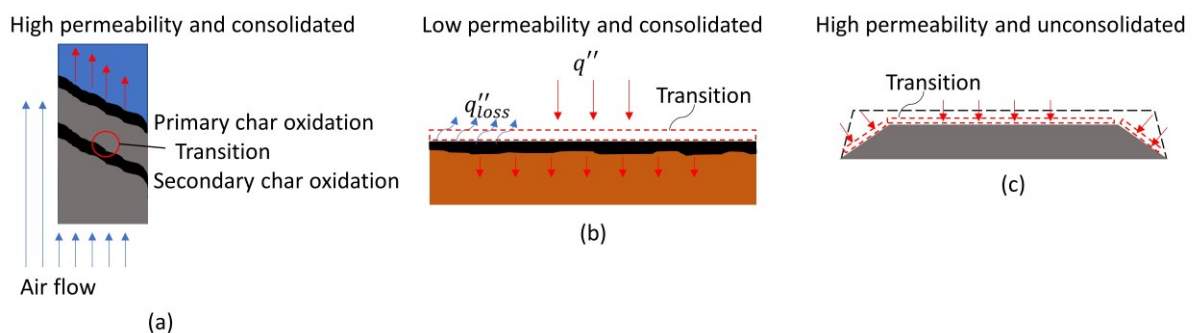 (a)
High permeability and consolidated
Primary char oxidation
Transition
Secondary char oxidation
Air flow
(a)
Low permeability and consolidated
q''
q''loss
Transition
(b)
High permeability and unconsolidated
Transition
(c)